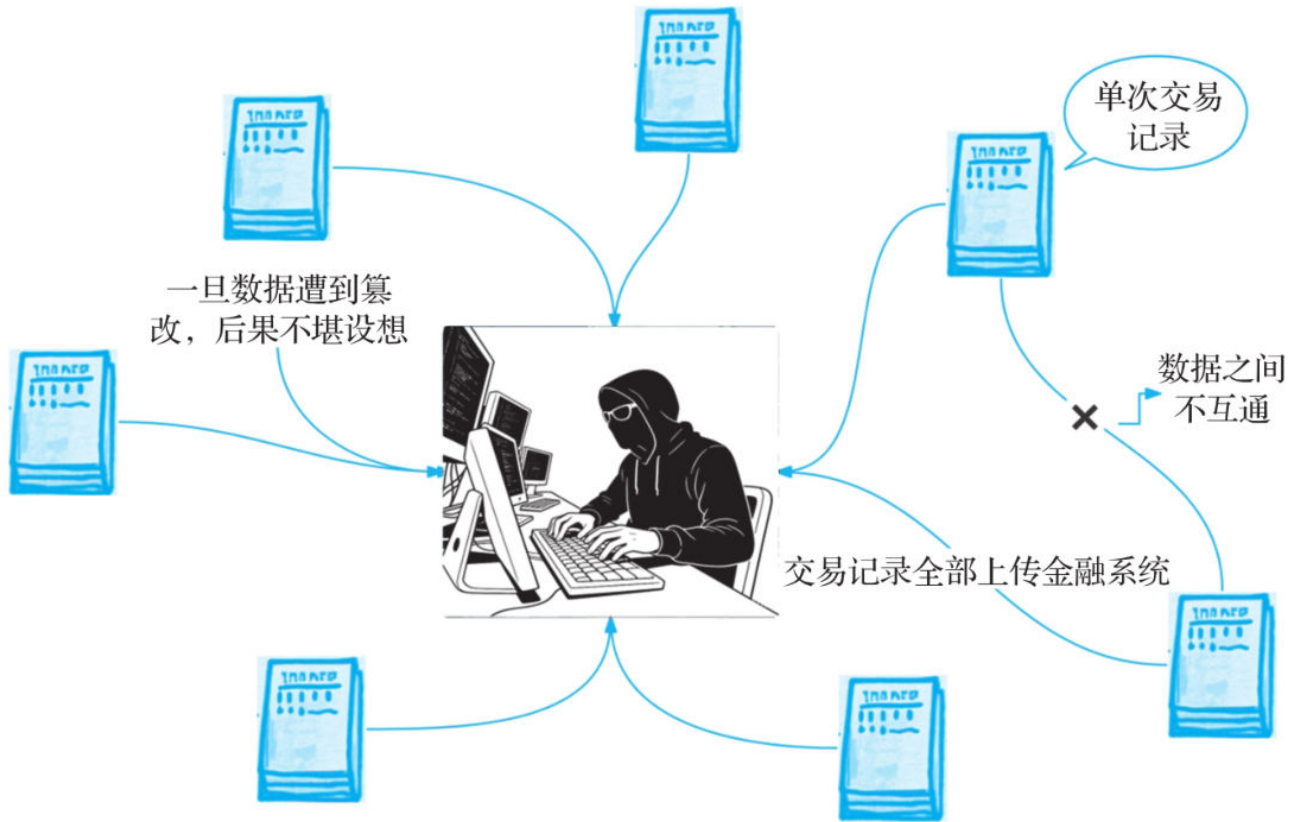 单次交易
记录
一旦数据遭到篡
改，后果不堪设想
数据之间
不互通
交易记录全部上传金融系统